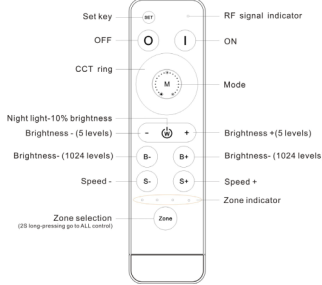 Set key
SET
RF signal indicator
OFF
O
I
ON
CCT ring
M
Mode
Night light-10% brightness
Brightness - (5 levels)
-
W
+
Brightness +(5 levels)
Brightness- (1024 levels)
B-
B+
Brightness- (1024 levels
Speed -
S-
S+
Speed +
Zone indicator
Zone selection
(2S long-pressing go to ALL control)
Zone